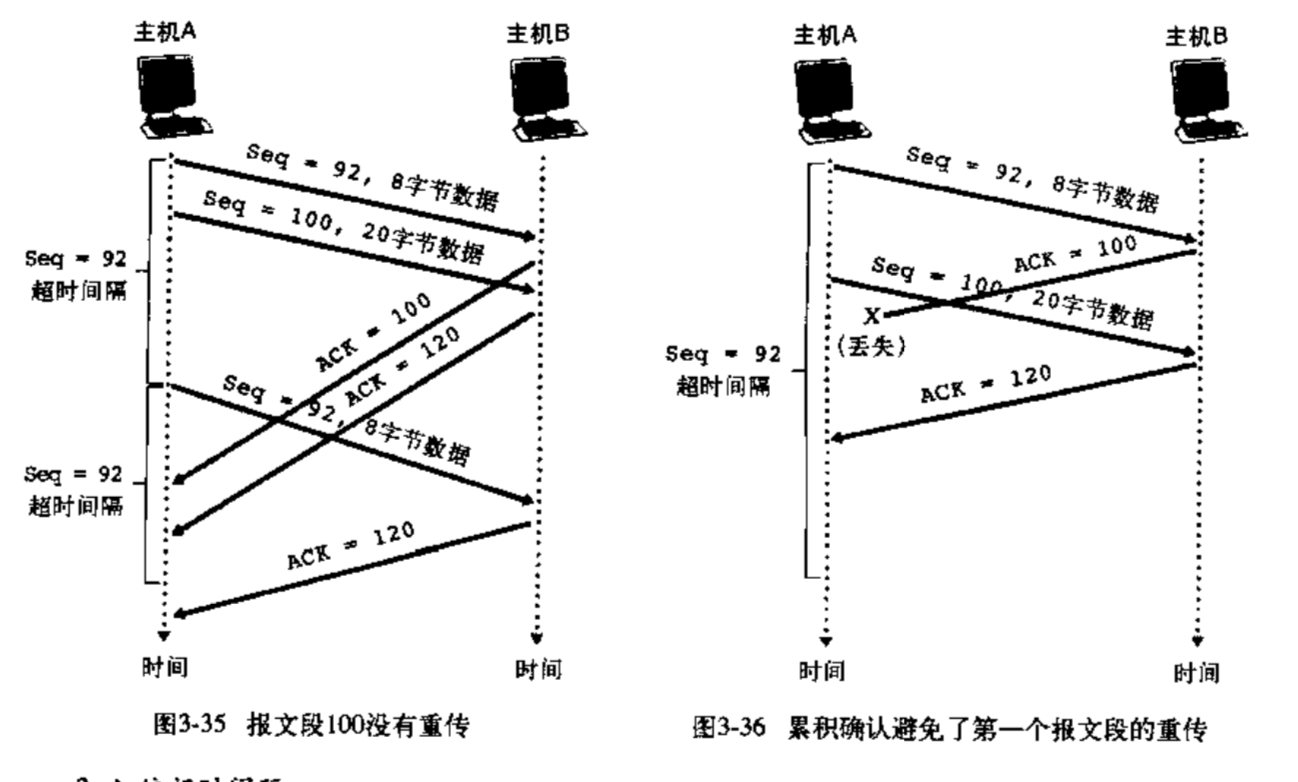 主机A
主机B
Seq = 92, 8字节数据
Seq = 100, 20字节数据
Seq = 92
超时间隔
ACK = 100
ACK = 120
Seq = 92, 8字节数据
Seq = 92
超时间隔
ACK = 120
时间
时间
图3-35 报文段100没有重传
主机A
主机B
Seq = 92, 8字节数据
ACK = 100
Seq = 100, 20字节数据
X
(丢失)
Seq = 92
超时间隔
ACK = 120
时间
时间
图3-36 累积确认避免了第一个报文段的重传